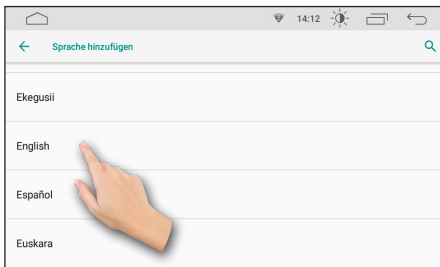 14:12
Sprache hinzufügen
Ekegusii
English
Español
Euskara